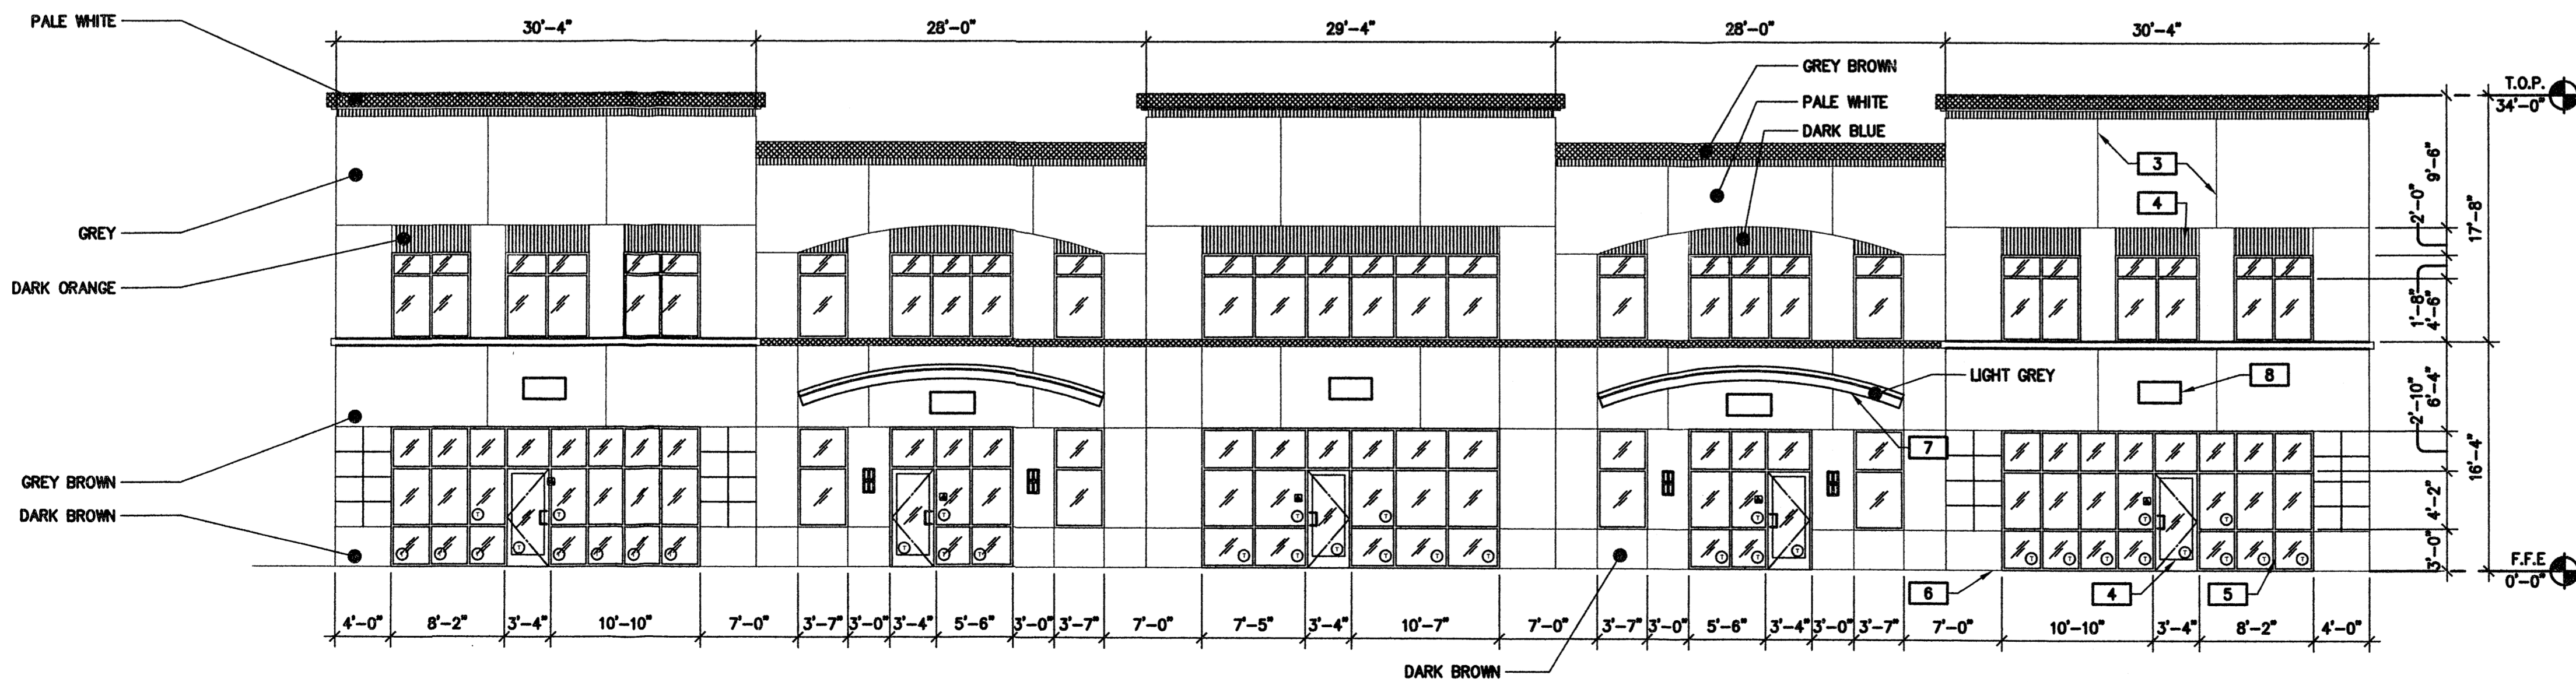 PALE WHITE
30'-4"
28'-0"
29'-4"
28'-0"
30'-4"
GREY BROWN
PALE WHITE
DARK BLUE
T.O.P.
34'-0"
3
4
9'-6"
2'-0"
17'-8"
GREY
DARK ORANGE
1'-8"
4'-6"
LIGHT GREY
8
7
6'-4"
2'-10"
16'-4"
4'-2"
3'-0"
GREY BROWN
DARK BROWN
T T T
T T T T T
T T T T T T
T T T T T T T
T T T T T T T T T
F.F.E
0'-0"
6
4
5
4'-0" 8'-2" 3'-4" 10'-10" 7'-0" 3'-7" 3'-0" 3'-4" 5'-6" 3'-0" 3'-7" 7'-0" 7'-5" 3'-4" 10'-7" 7'-0" 3'-7" 3'-0" 5'-6" 3'-4" 3'-0" 3'-7" 7'-0" 10'-10" 3'-4" 8'-2" 4'-0"
DARK BROWN